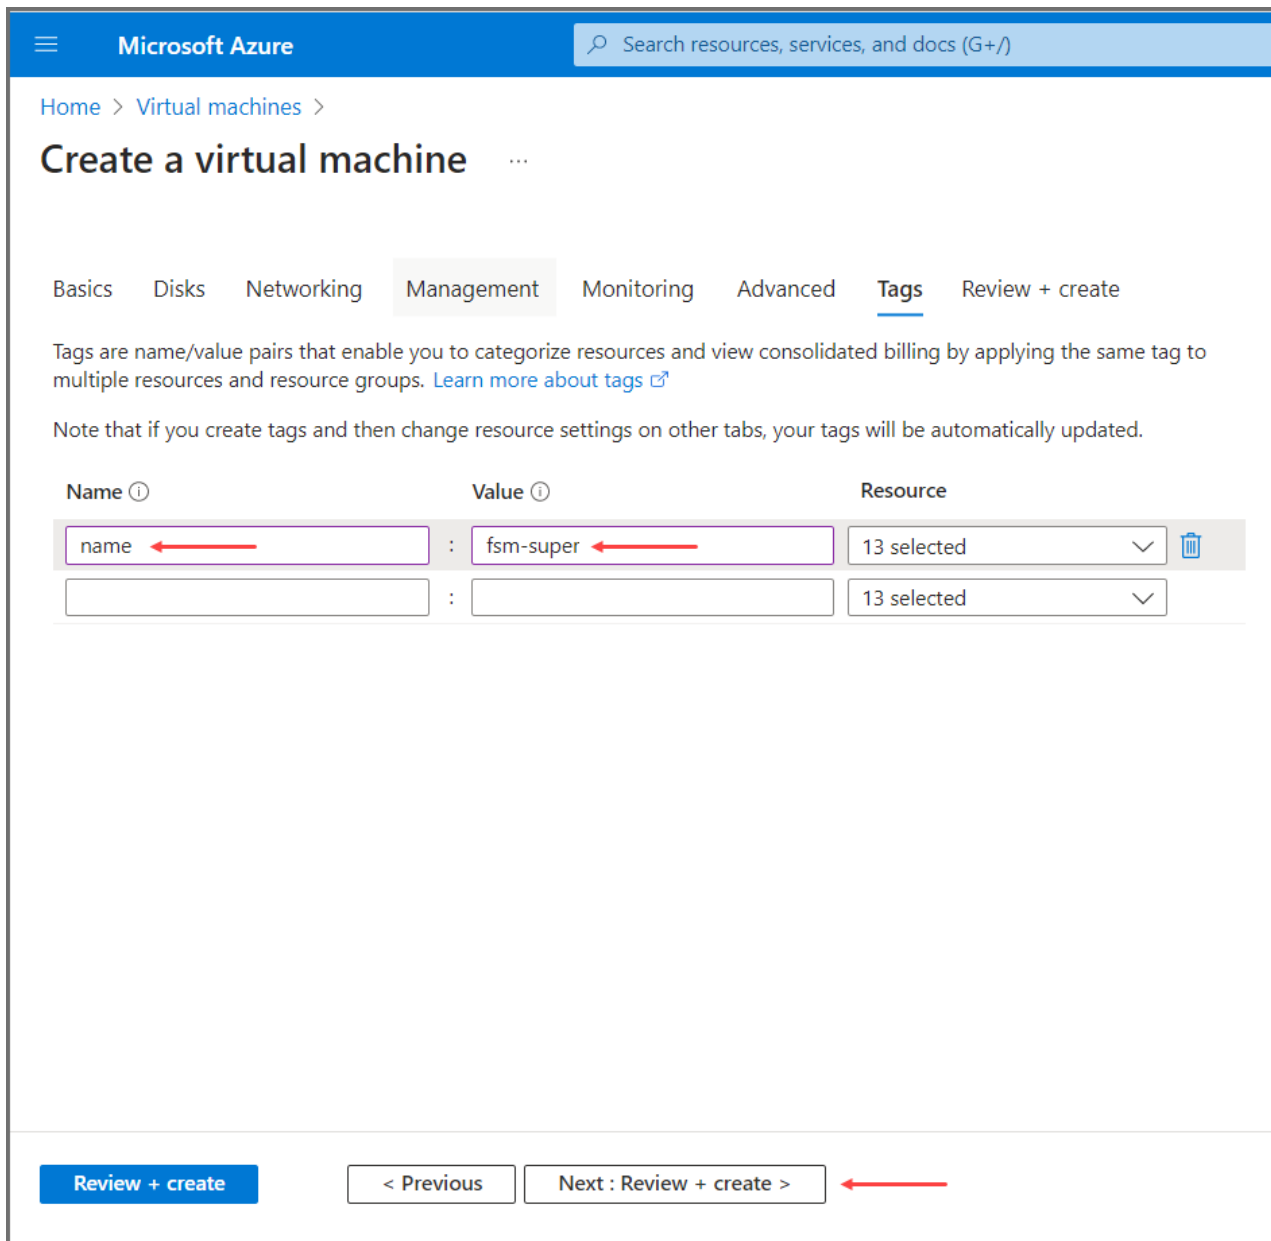 Microsoft Azure
Search resources, services, and docs (G+/)
Home > Virtual machines >
Create a virtual machine ...
Basics Disks Networking Management Monitoring Advanced Tags Review + create
Tags are name/value pairs that enable you to categorize resources and view consolidated billing by applying the same tag to
multiple resources and resource groups. Learn more about tags
Note that if you create tags and then change resource settings on other tabs, your tags will be automatically updated.
Name Value Resource
name : fsm-super 13 selected
: 13 selected
Review + create < Previous Next : Review + create >